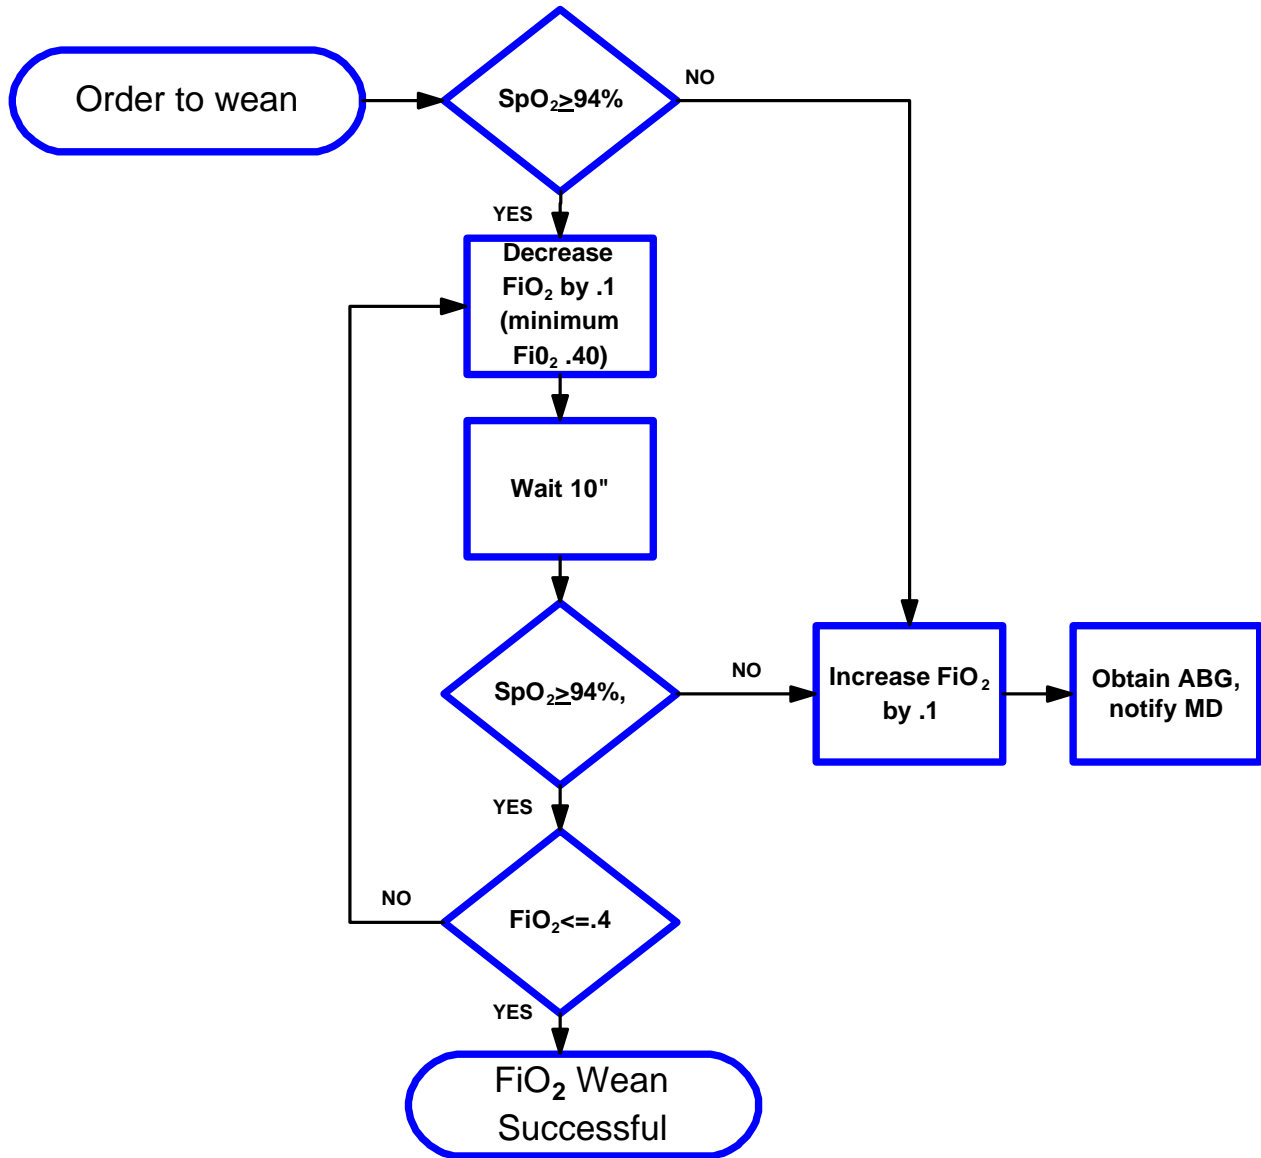 Order to wean
SpO₂≥94%
NO
YES
Decrease
FiO₂ by .1
(minimum
Fi0₂ .40)
Wait 10"
SpO₂≥94%,
NO
Increase FiO₂
by .1
Obtain ABG,
notify MD
YES
FiO₂<=.4
NO
YES
FiO₂ Wean
Successful